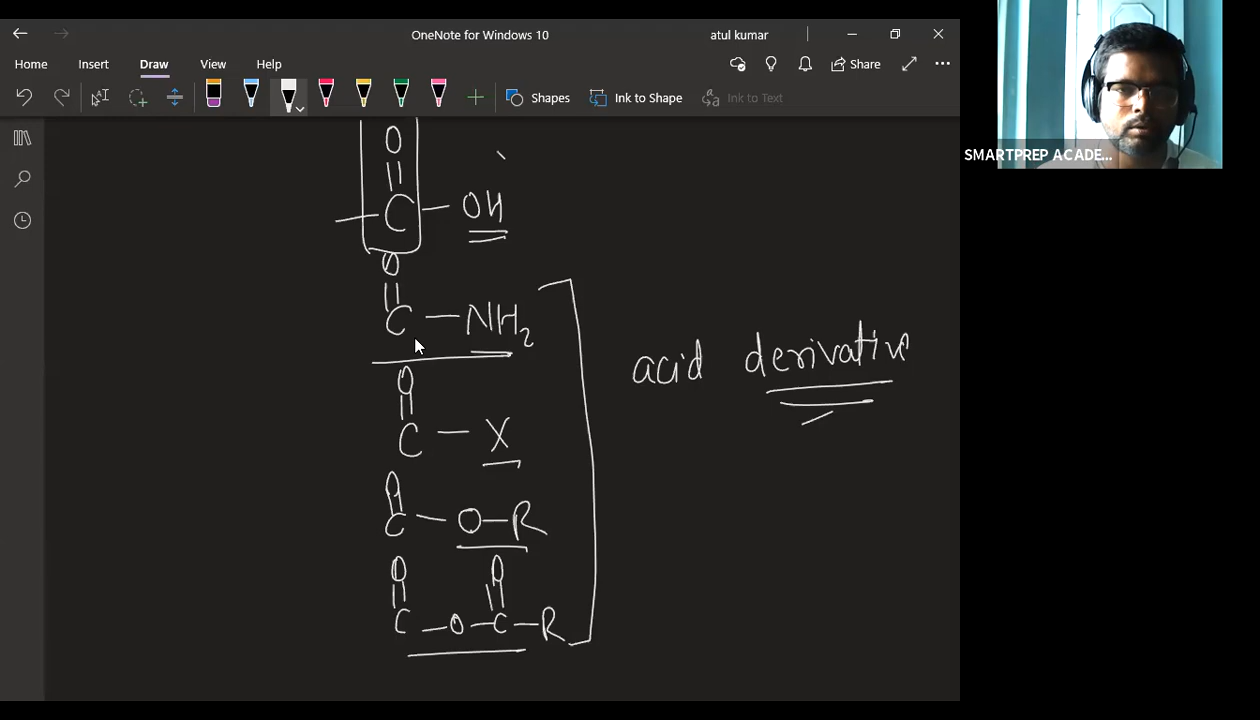 OneNote for Windows 10
atul kumar
Home Insert Draw View Help
Share
Shapes Ink to Shape Ink to Text
SMARTPREP ACADE...
O
C — OH
O
C — NH2
acid derivative
O
C — X
O
C — O — R
O O
C — O — C — R